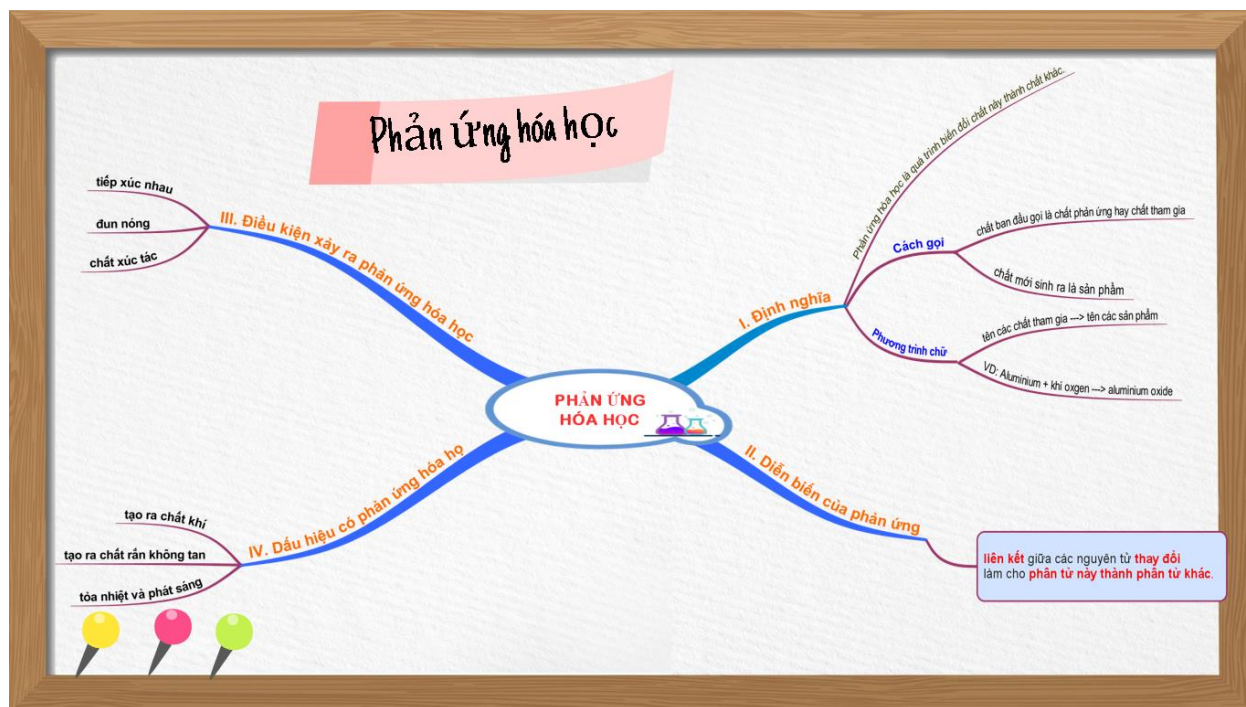 Phản ứng hóa học
PHẢN ỨNG
HÓA HỌC
I. Định nghĩa
Phản ứng hóa học là quá trình biến đổi chất này thành chất khác.
Cách gọi
chất ban đầu gọi là chất phản ứng hay chất tham gia
chất mới sinh ra là sản phẩm
Phương trình chữ
tên các chất tham gia ---> tên các sản phẩm
VD: Aluminium + khi oxgen ---> aluminium oxide
II. Diễn biến của phản ứng
liên kết giữa các nguyên tử thay đổi
làm cho phân tử này thành phân tử khác.
III. Điều kiện xảy ra phản ứng hóa học
tiếp xúc nhau
đun nóng
chất xúc tác
IV. Dấu hiệu có phản ứng hóa họ
tạo ra chất khí
tạo ra chất rắn không tan
tỏa nhiệt và phát sáng